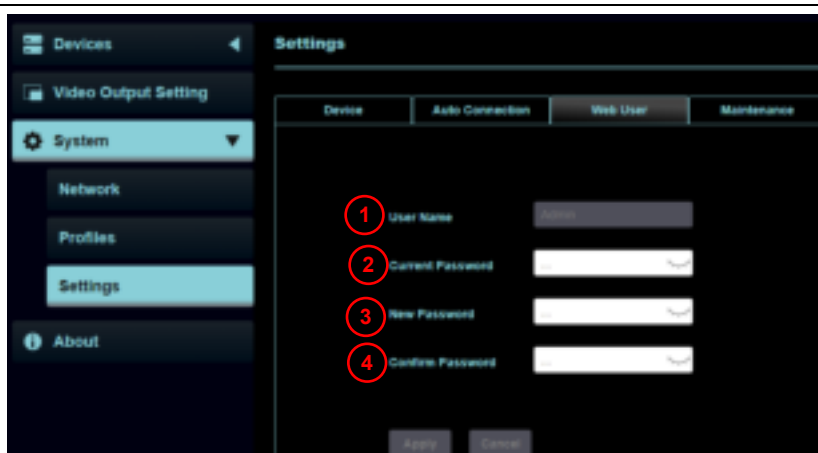 Devices
Settings
Video Output Setting
Device Auto Connection Web User Maintenance
System
Network
1 User Name Admin
Profiles
2 Current Password ...
Settings
3 New Password ...
About
4 Confirm Password ...
Apply Cancel